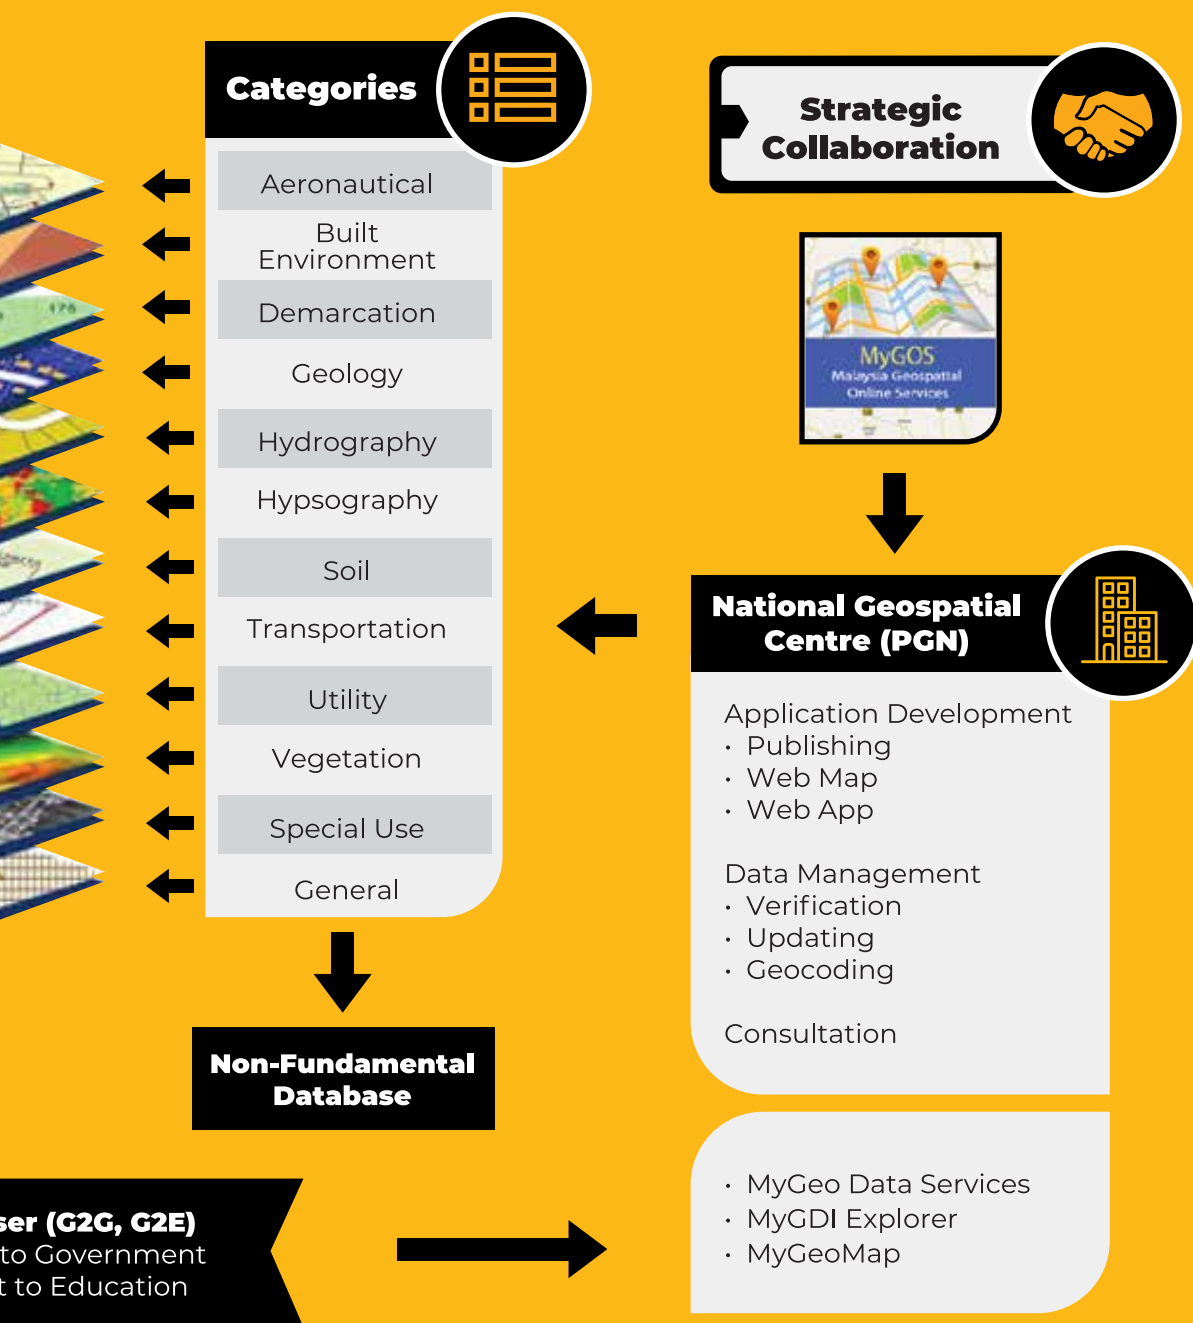 Categories
Aeronautical
Built
Environment
Demarcation
Geology
Hydrography
Hypsography
Soil
Transportation
Utility
Vegetation
Special Use
General
Non-Fundamental
Database
Strategic
Collaboration
MyGOS
Malaysia Geospatial
Online Services
National Geospatial
Centre (PGN)
Application Development
• Publishing
• Web Map
• Web App
Data Management
• Verification
• Updating
• Geocoding
Consultation
ser (G2G, G2E)
to Government
t to Education
• MyGeo Data Services
• MyGDI Explorer
• MyGeoMap